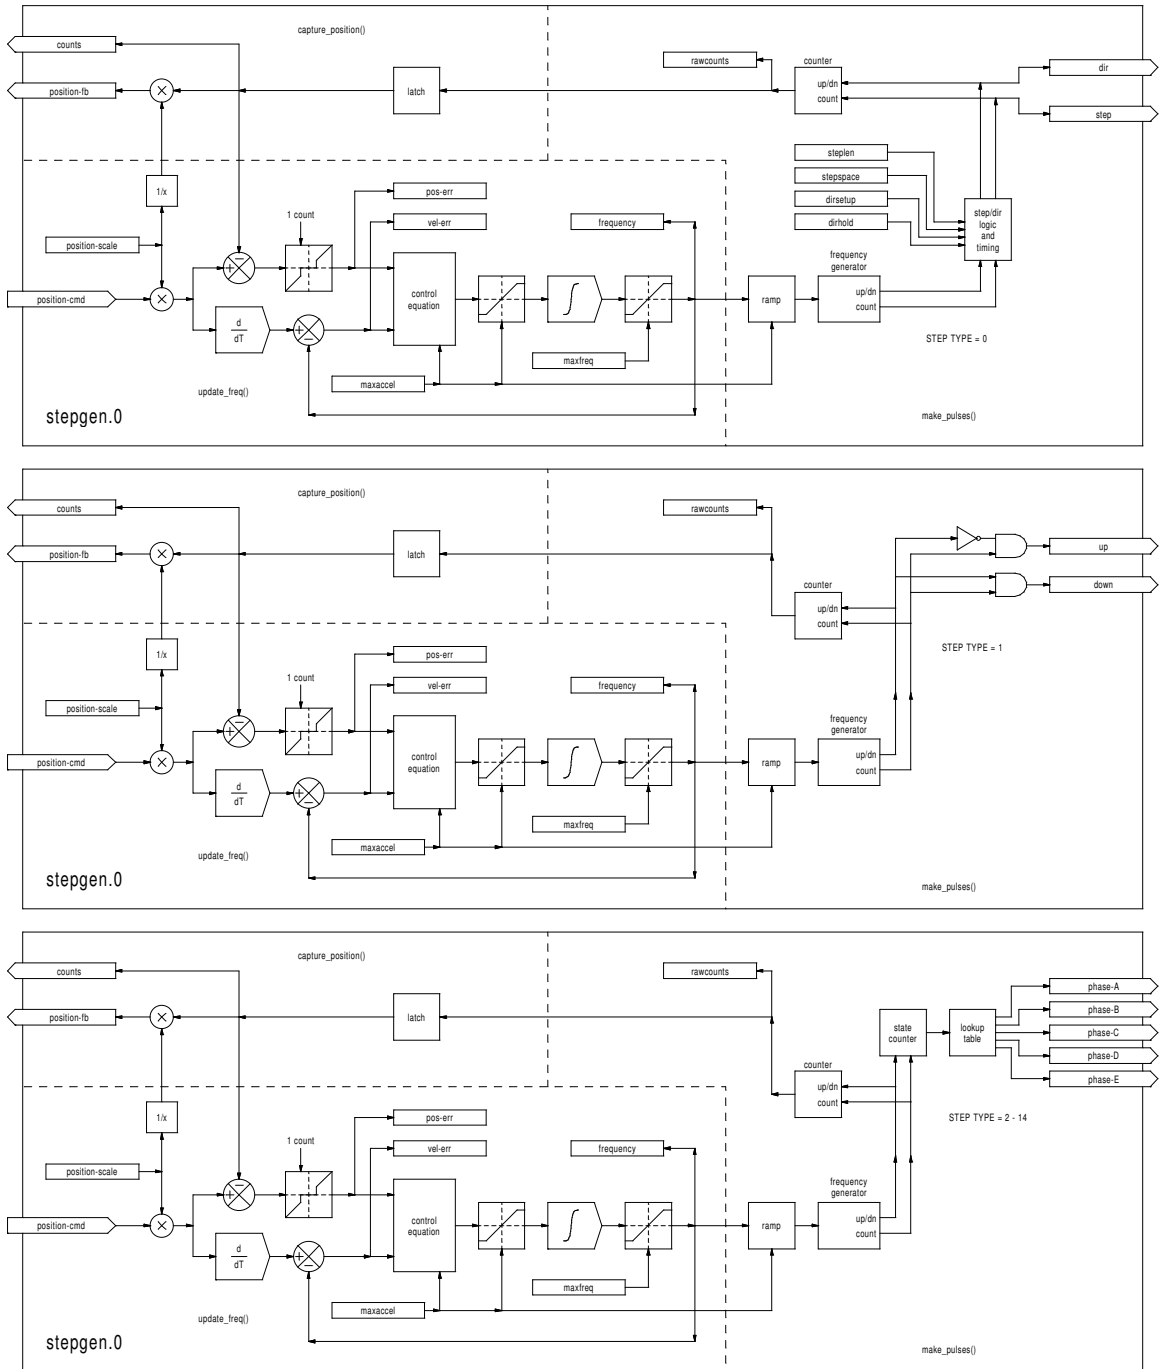 capture_position()
counts
rawcounts
counter
dir
position-fb
latch
up/dn
count
step
steplen
stepspace
1/x
pos-err
dirsetup
step/dir
logic
and
timing
1 count
vel-err
frequency
dirhold
position-scale
frequency
generator
control
equation
position-cmd
ramp
up/dn
count
d
dT
STEP TYPE = 0
maxfreq
maxaccel
update_freq()
stepgen.0
make_pulses()
capture_position()
counts
rawcounts
position-fb
latch
up
counter
down
up/dn
count
1/x
pos-err
STEP TYPE = 1
1 count
vel-err
frequency
position-scale
frequency
generator
control
equation
position-cmd
ramp
up/dn
count
d
dT
maxfreq
maxaccel
update_freq()
stepgen.0
make_pulses()
capture_position()
counts
rawcounts
phase-A
phase-B
position-fb
latch
state
counter
lookup
table
phase-C
phase-D
counter
phase-E
up/dn
count
1/x
pos-err
STEP TYPE = 2 - 14
1 count
vel-err
frequency
position-scale
frequency
generator
control
equation
position-cmd
ramp
up/dn
count
d
dT
maxfreq
maxaccel
update_freq()
stepgen.0
make_pulses()